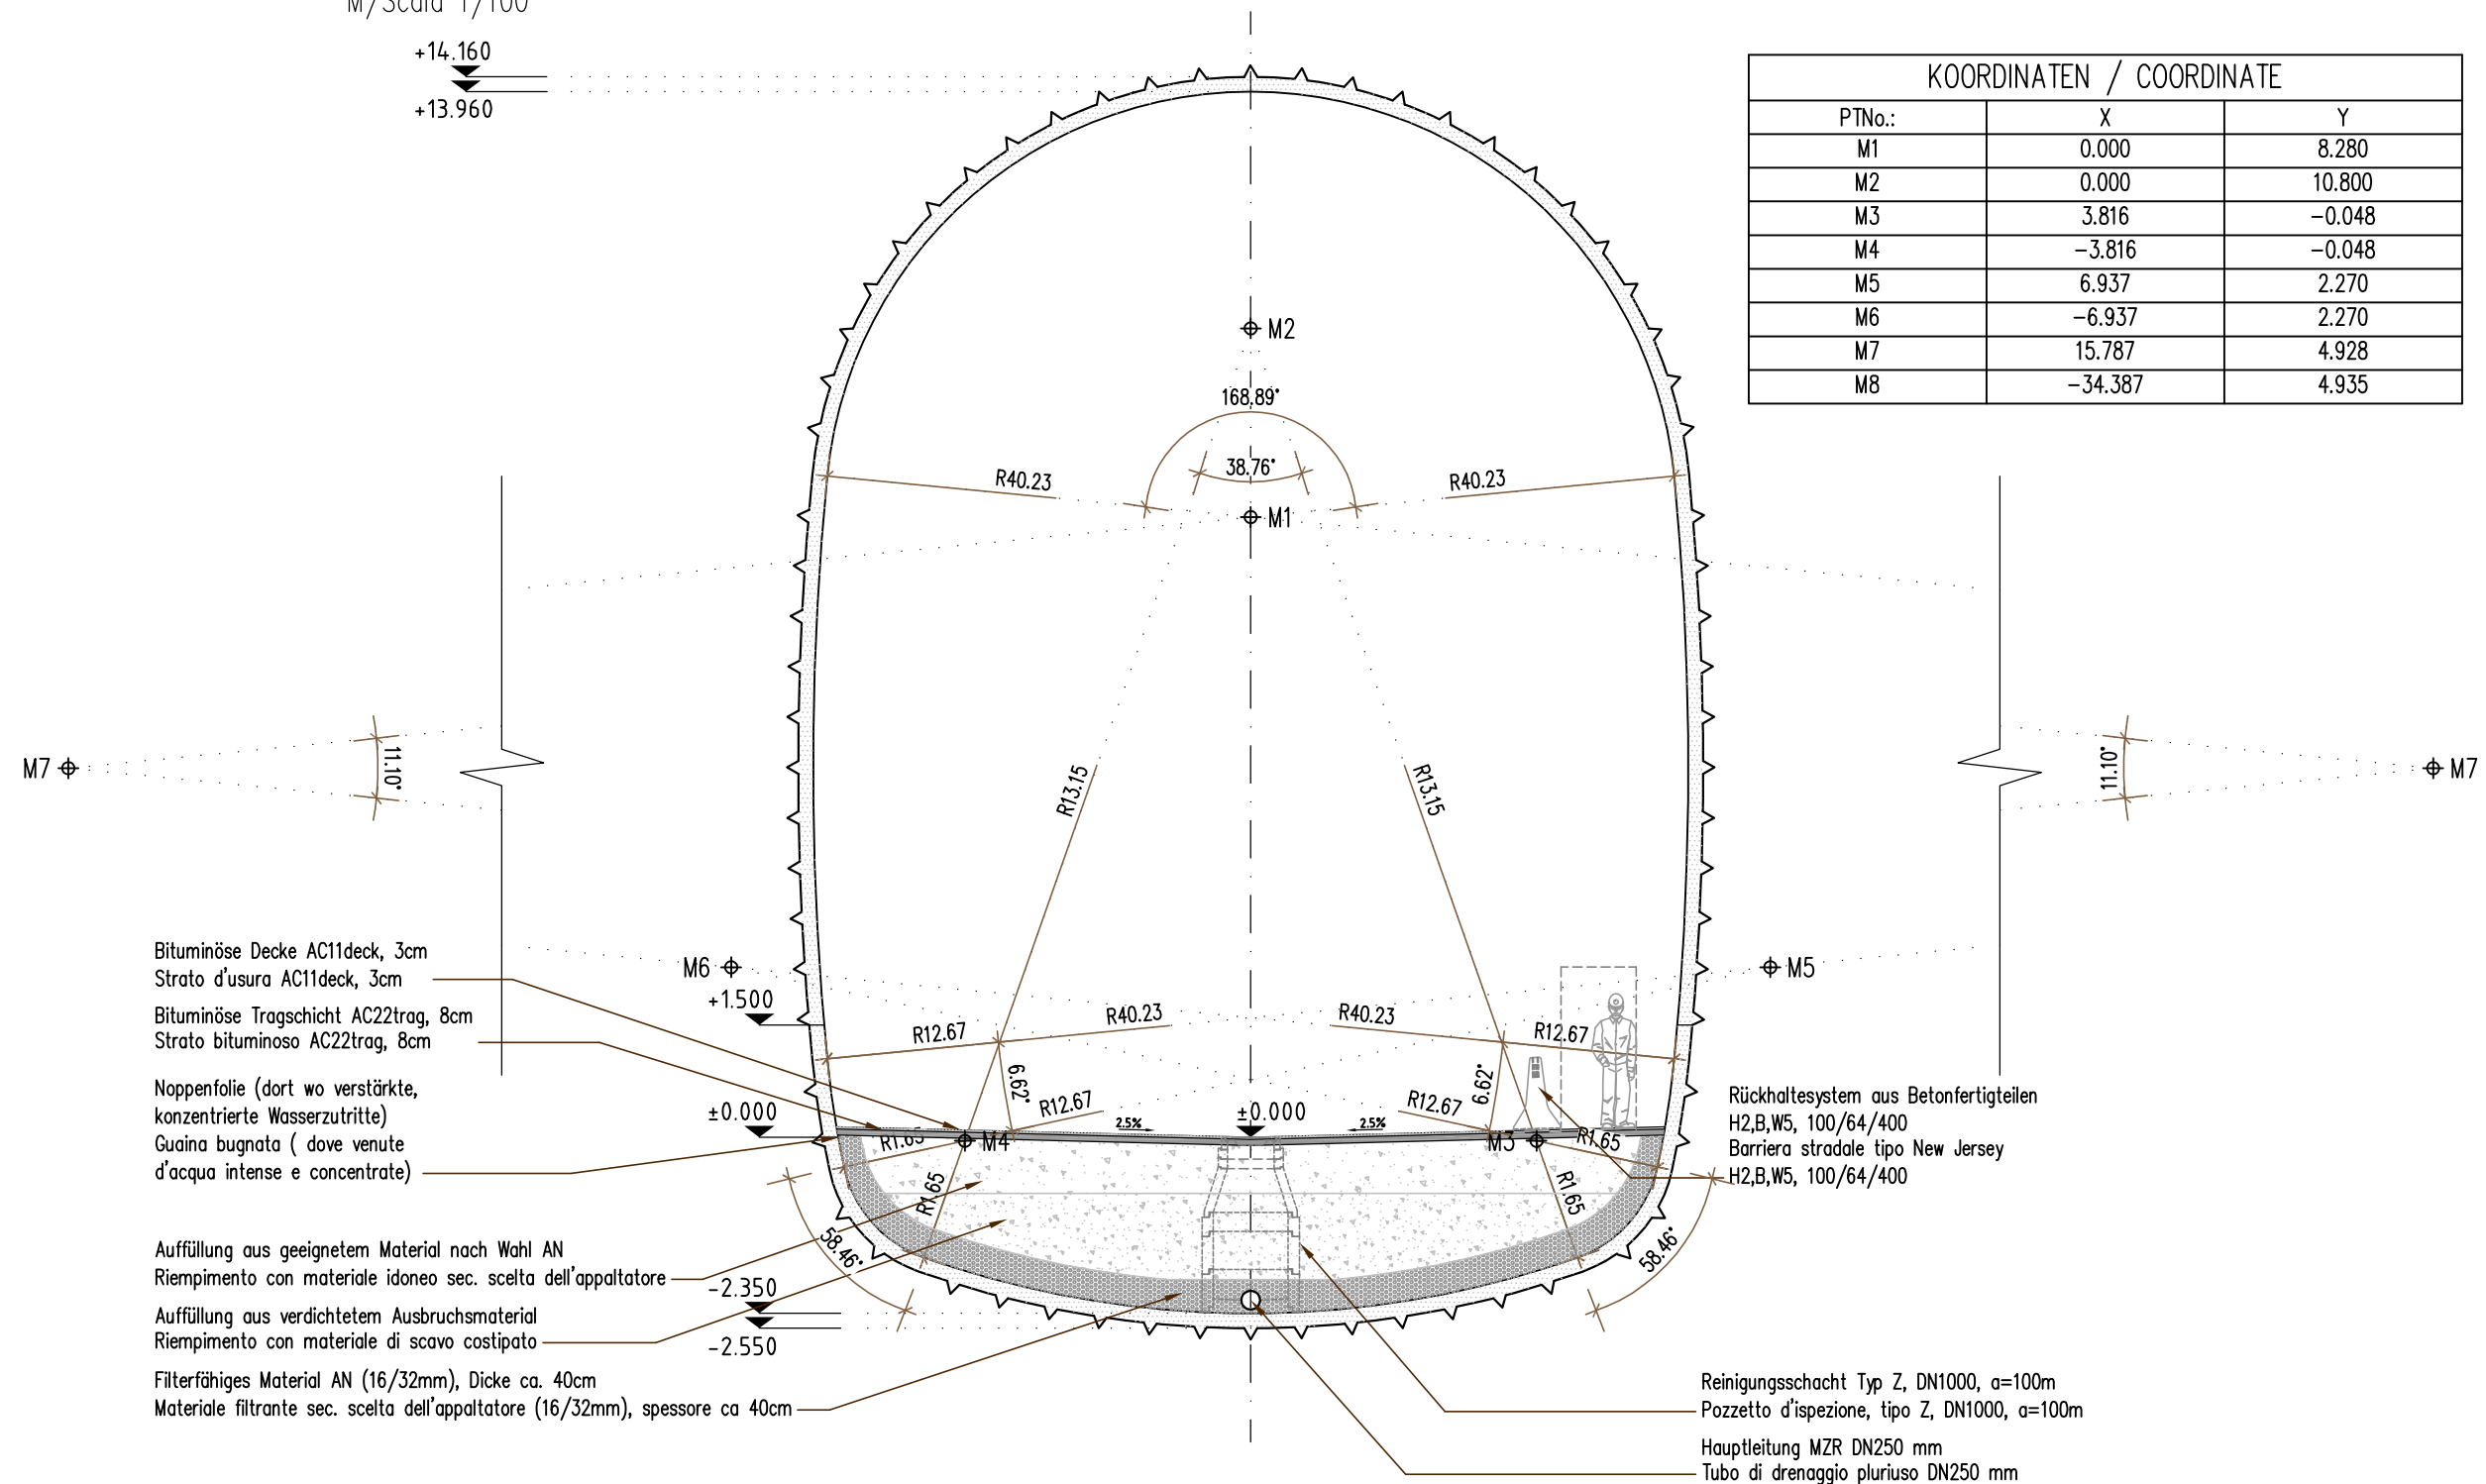 M/Scala 1/100
+14.160
+13.960
KOORDINATEN / COORDINATE
PTNo.: X Y
M1 0.000 8.280
M2 0.000 10.800
M3 3.816 -0.048
M4 -3.816 -0.048
M5 6.937 2.270
M6 -6.937 2.270
M7 15.787 4.928
M8 -34.387 4.935
M2
168.89°
38.76°
R40.23
R40.23
M1
M7
11.10°
11.10°
M7
R13.15
R13.15
M6
M5
+1.500
R12.67
R40.23
R40.23
R12.67
6.62°
6.62°
R12.67
R12.67
±0.000
±0.000
2.5%
2.5%
R1.65
M4
M3
R1.65
R1.65
R1.65
58.46°
58.46°
-2.350
-2.550
Bituminöse Decke AC11deck, 3cm
Strato d'usura AC11deck, 3cm
Bituminöse Tragschicht AC22trag, 8cm
Strato bituminoso AC22trag, 8cm
Noppenfolie (dort wo verstärkte,
konzentrierte Wasserzutritte)
Guaina bugnata ( dove venute
d'acqua intense e concentrate)
Auffüllung aus geeignetem Material nach Wahl AN
Riempimento con materiale idoneo sec. scelta dell'appaltatore
Auffüllung aus verdichtetem Ausbruchsmaterial
Riempimento con materiale di scavo costipato
Filterfähiges Material AN (16/32mm), Dicke ca. 40cm
Materiale filtrante sec. scelta dell'appaltatore (16/32mm), spessore ca 40cm
Rückhaltesystem aus Betonfertigteilen
H2,B,W5, 100/64/400
Barriera stradale tipo New Jersey
H2,B,W5, 100/64/400
Reinigungsschacht Typ Z, DN1000, a=100m
Pozzetto d'ispezione, tipo Z, DN1000, a=100m
Hauptleitung MZR DN250 mm
Tubo di drenaggio pluriuso DN250 mm